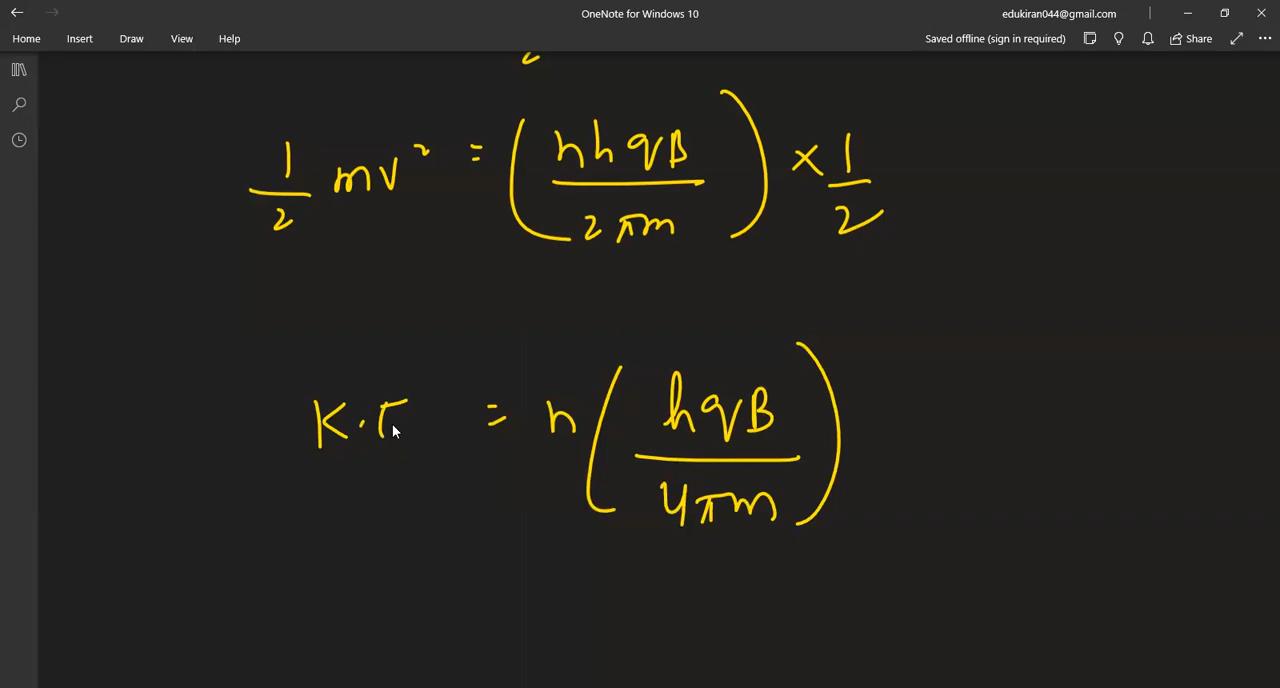 OneNote for Windows 10
edukiran044@gmail.com
Home Insert Draw View Help
Saved offline (sign in required) Share
2
1/2 mv² = (nhqB / 2πm) × 1/2
K.E = n (hqB / 4πm)